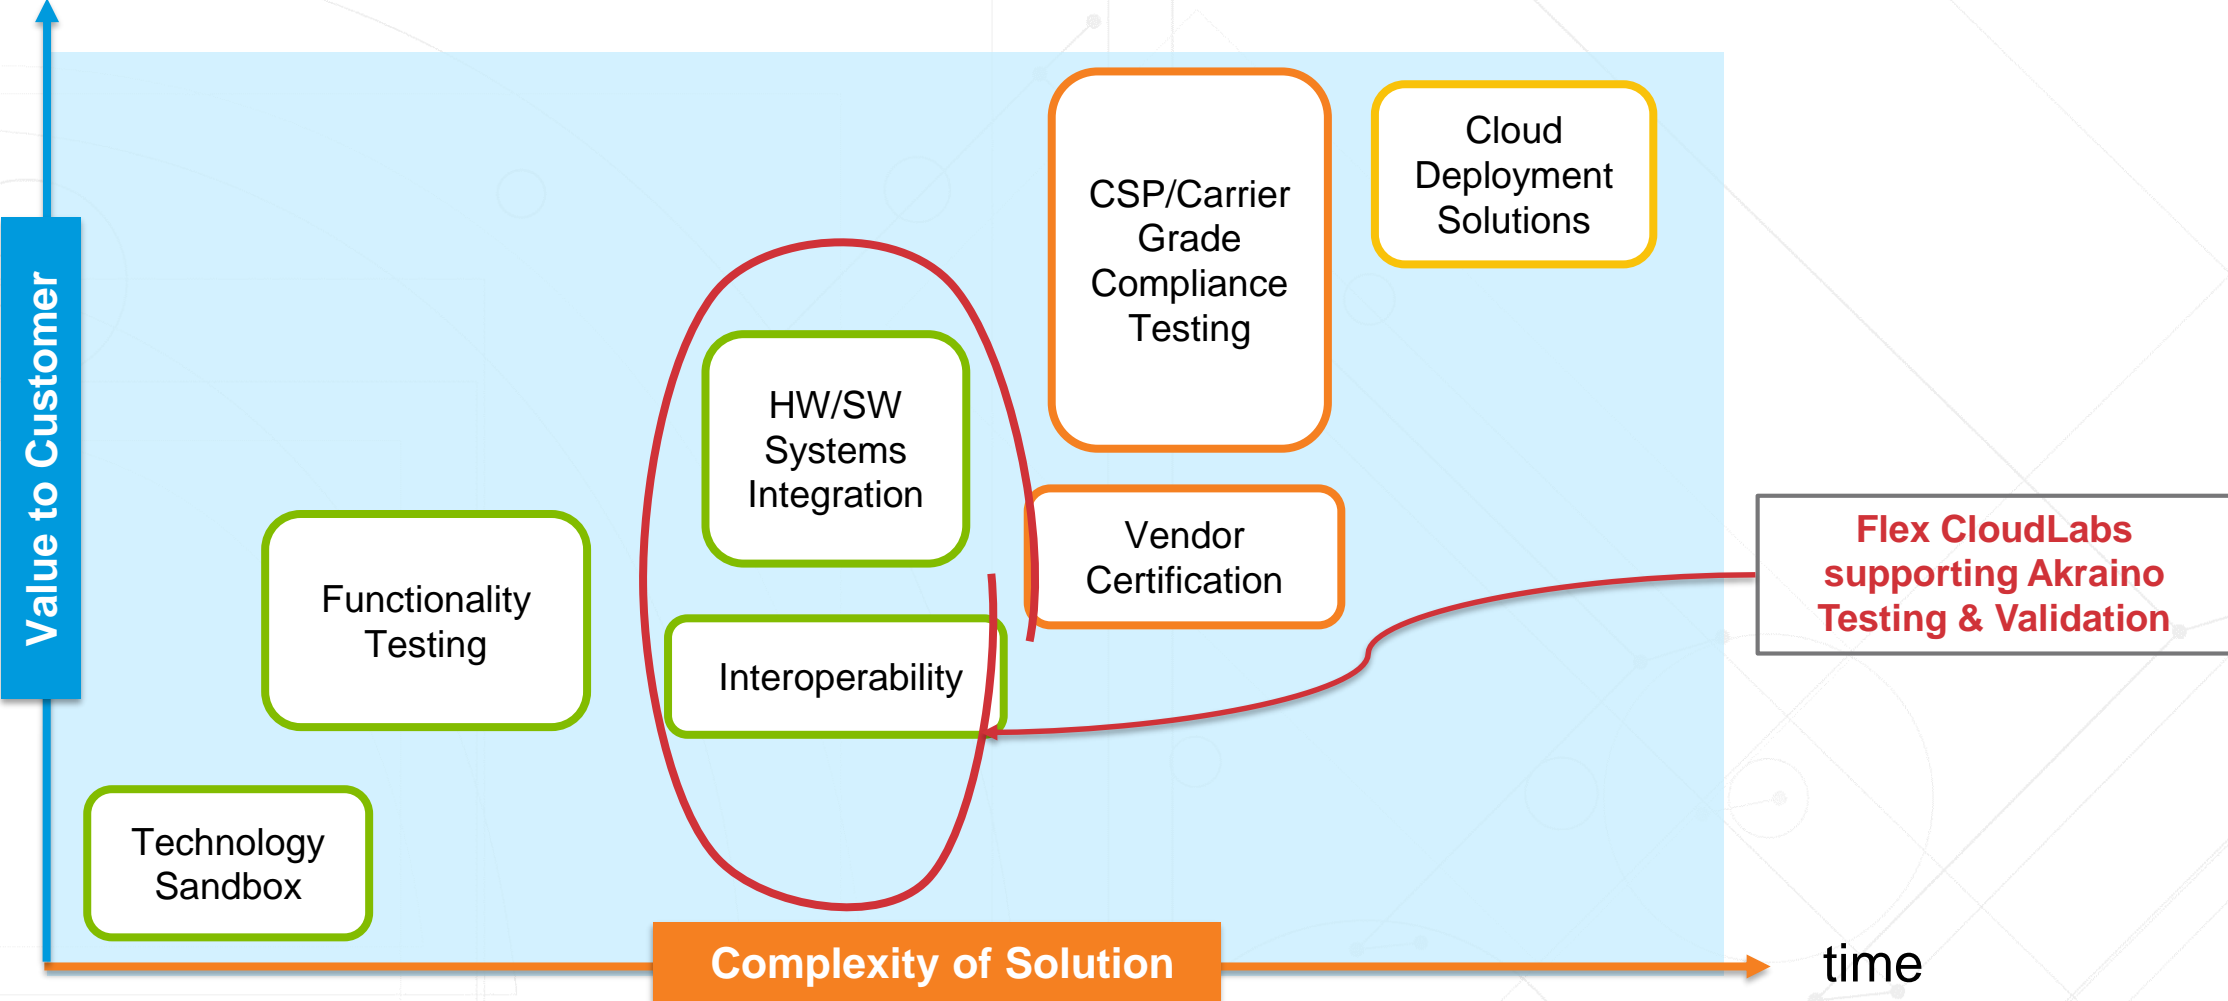 Value to Customer
CSP/Carrier
Grade
Compliance
Testing
Cloud
Deployment
Solutions
HW/SW
Systems
Integration
Vendor
Certification
Flex CloudLabs
supporting Akraino
Testing & Validation
Functionality
Testing
Interoperability
Technology
Sandbox
Complexity of Solution
time